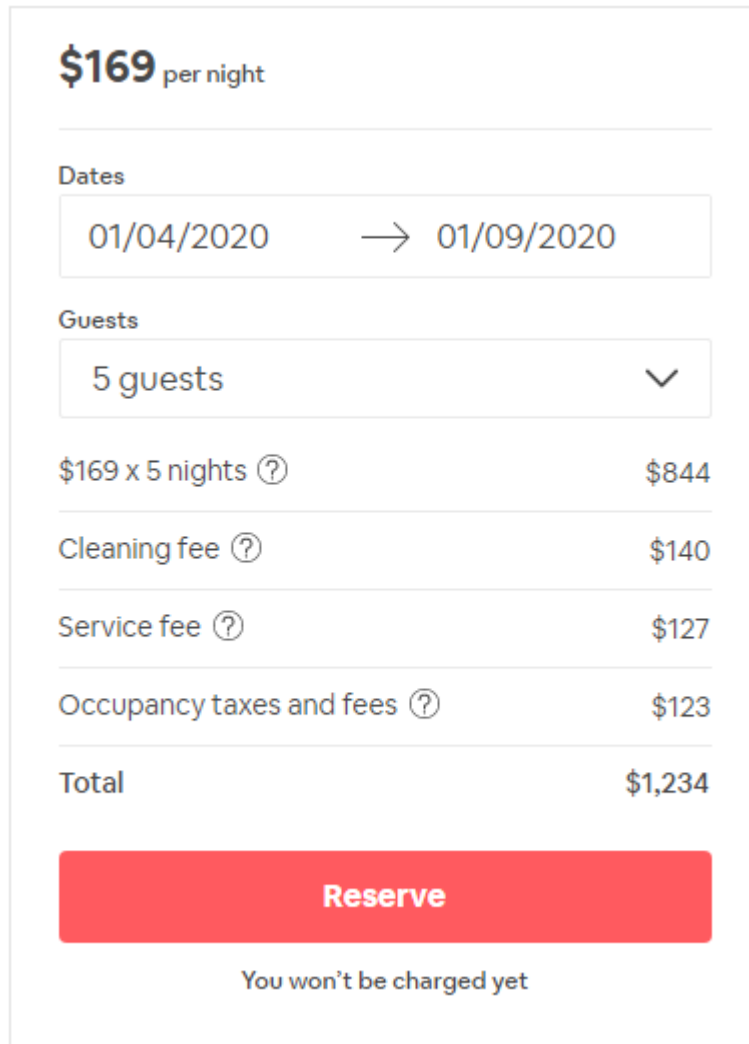 $169 per night
Dates
01/04/2020 → 01/09/2020
Guests
5 guests
$169 x 5 nights ? $844
Cleaning fee ? $140
Service fee ? $127
Occupancy taxes and fees ? $123
Total $1,234
Reserve
You won't be charged yet